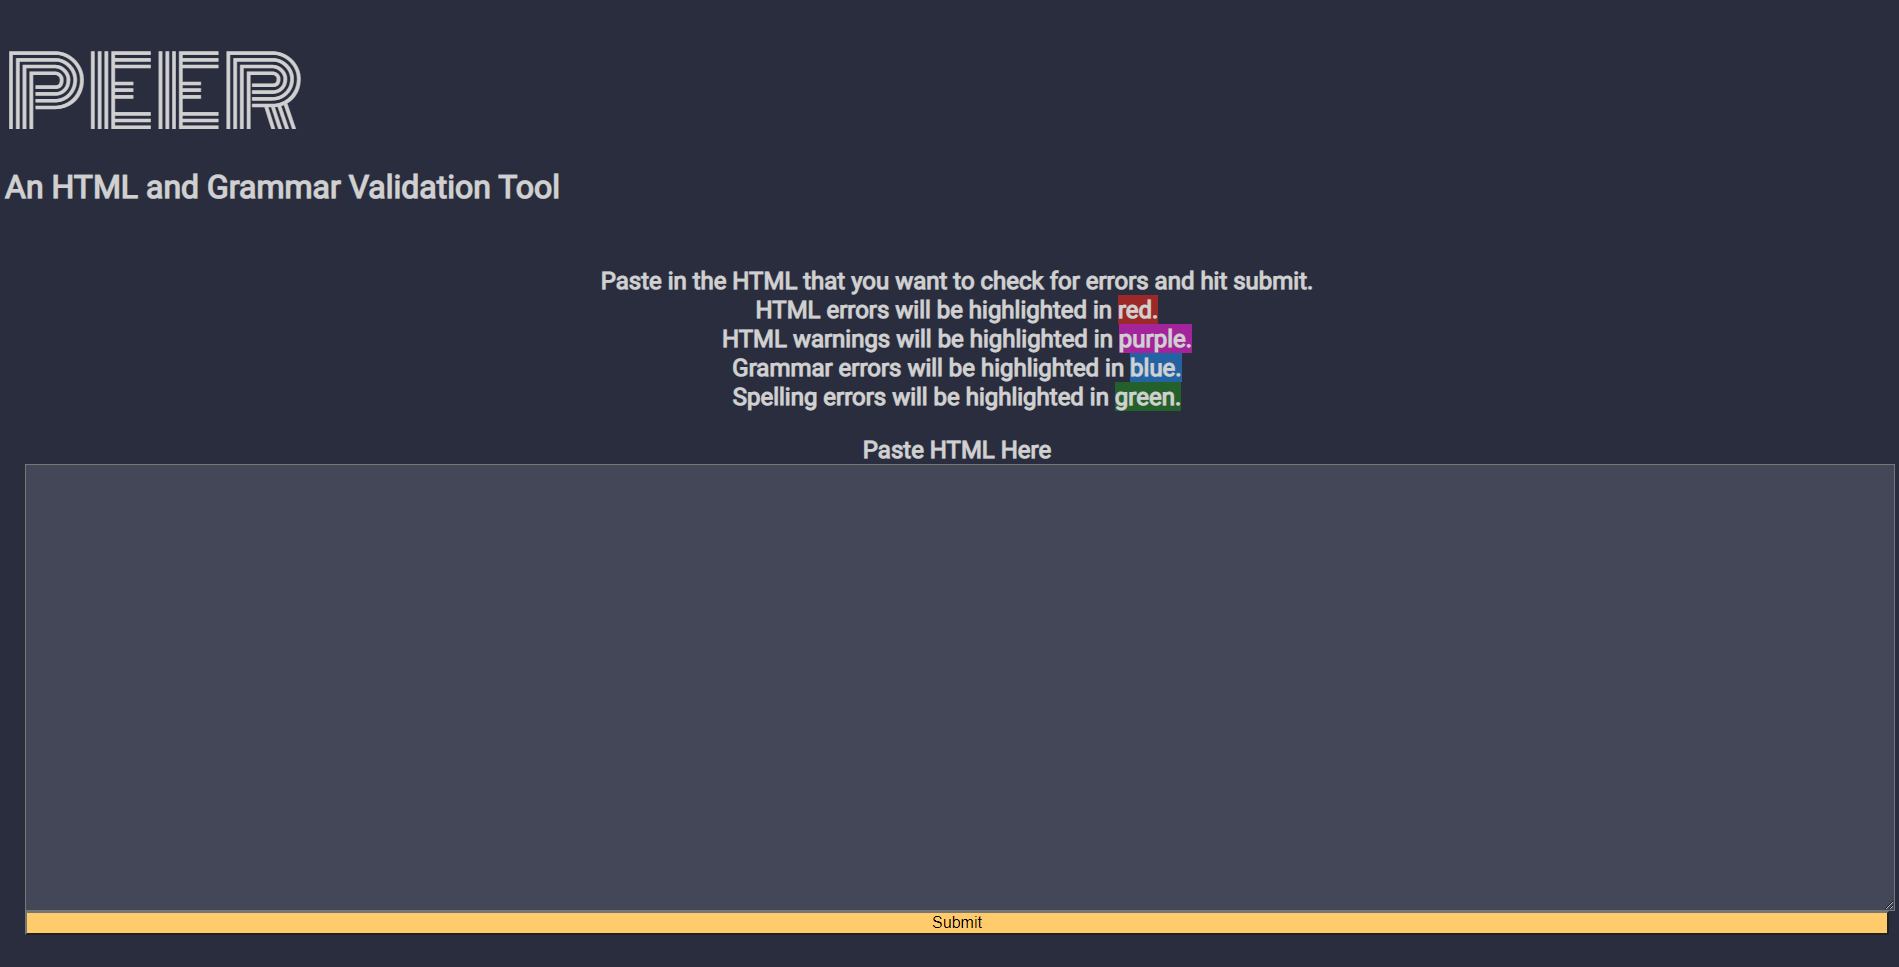 PEER
An HTML and Grammar Validation Tool
Paste in the HTML that you want to check for errors and hit submit.
HTML errors will be highlighted in red.
HTML warnings will be highlighted in purple.
Grammar errors will be highlighted in blue.
Spelling errors will be highlighted in green.
Paste HTML Here
Submit